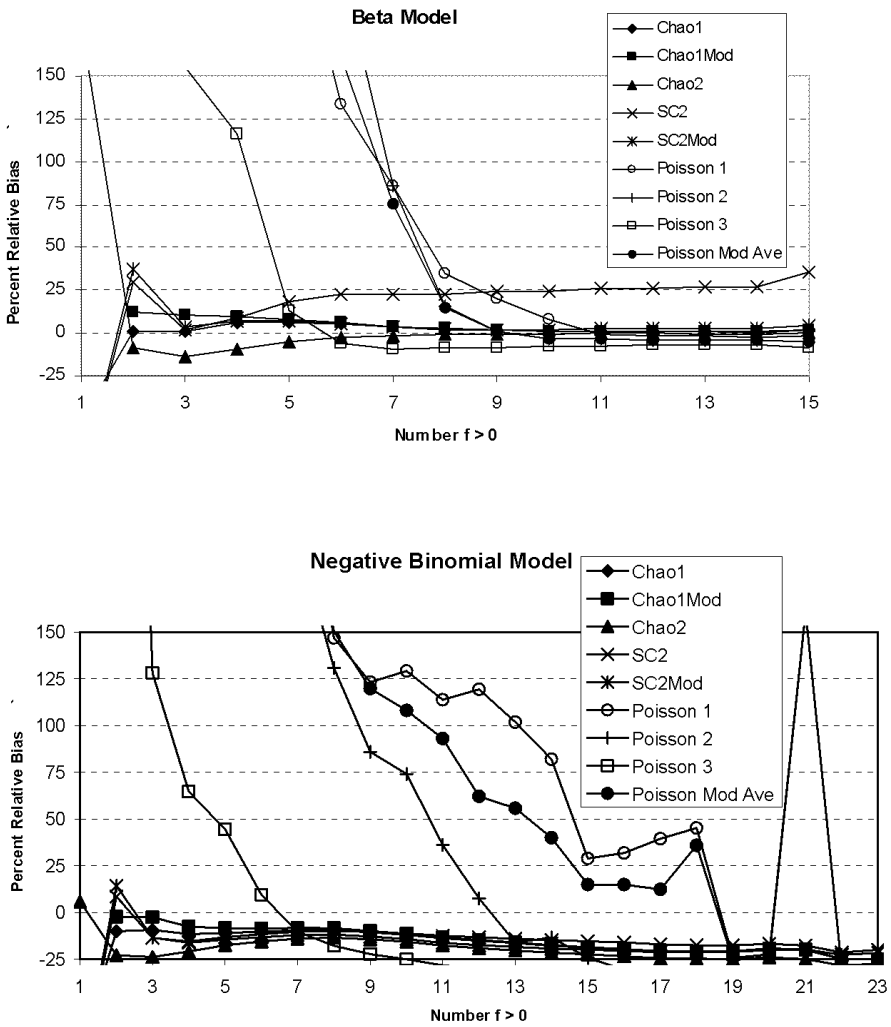 Beta Model
Chao1
Chao1Mod
Chao2
SC2
SC2Mod
Poisson 1
Poisson 2
Poisson 3
Poisson Mod Ave
Percent Relative Bias `
150
125
100
75
50
25
0
-25
1 3 5 7 9 11 13 15
Number f > 0
Negative Binomial Model
Chao1
Chao1Mod
Chao2
SC2
SC2Mod
Poisson 1
Poisson 2
Poisson 3
Poisson Mod Ave
Percent Relative Bias `
150
125
100
75
50
25
0
-25
1 3 5 7 9 11 13 15 17 19 21 23
Number f > 0